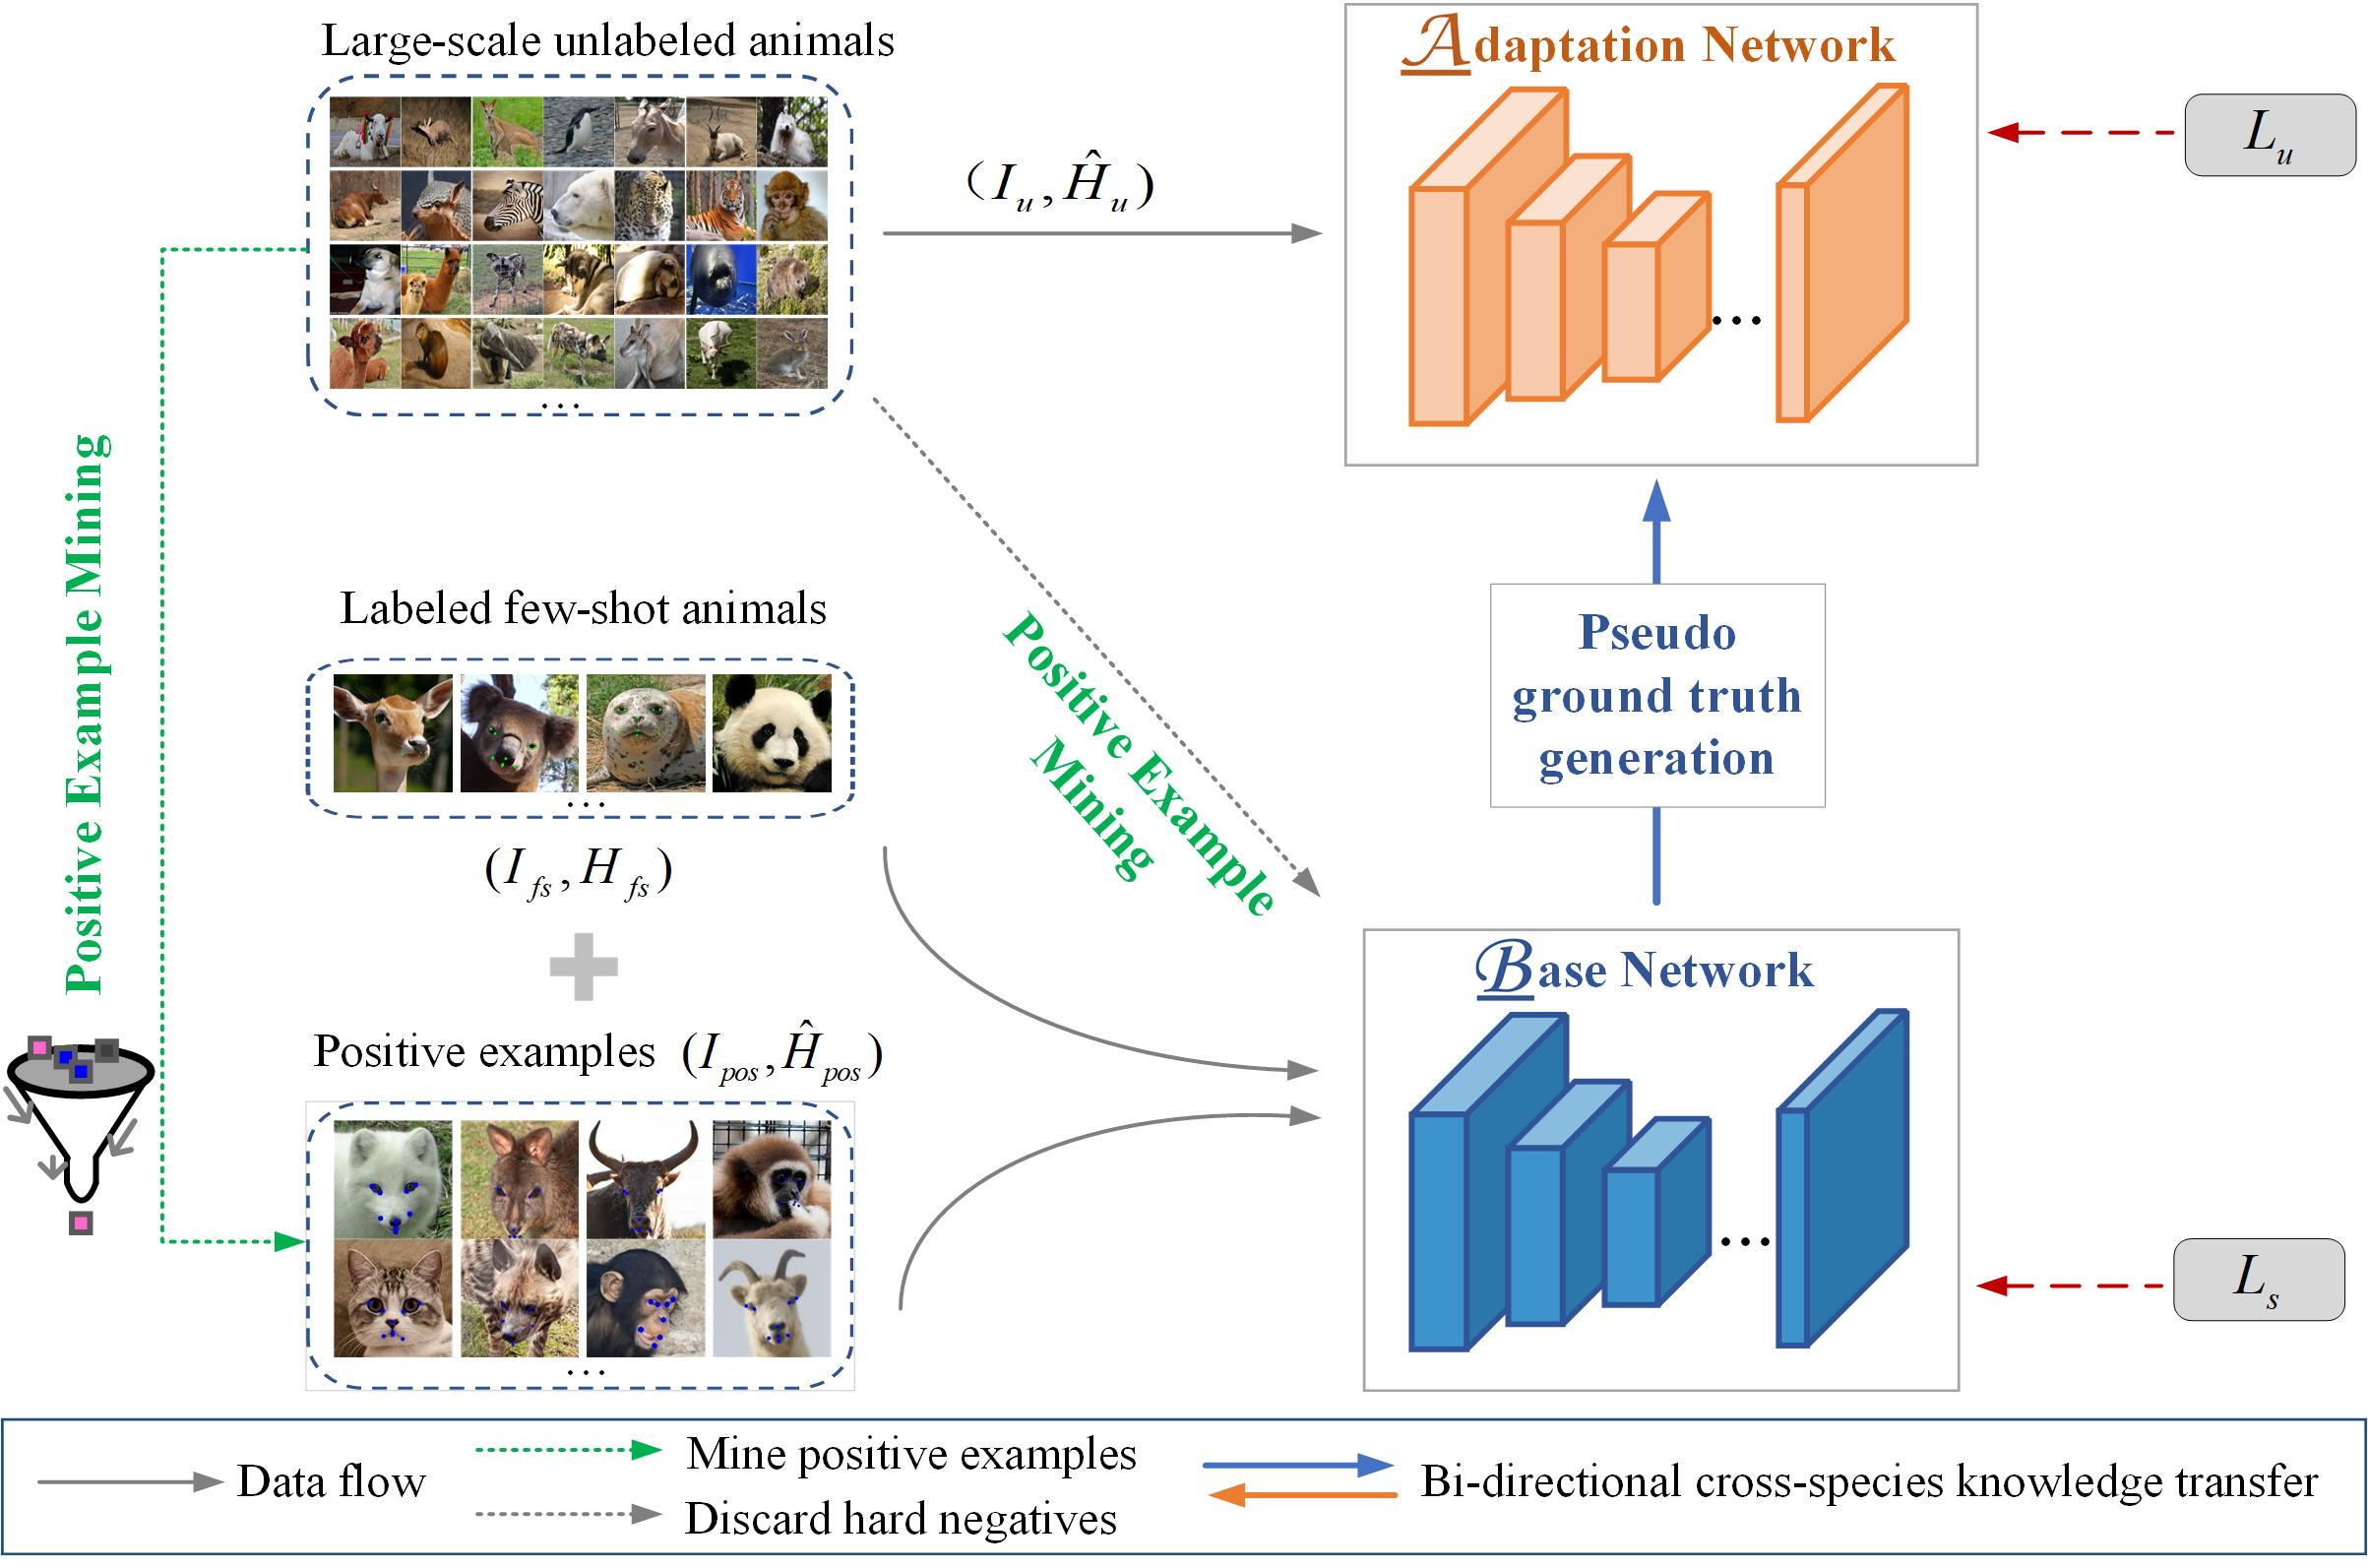 Large-scale unlabeled animals
...
Adaptation Network
...
L_u
(I_u, Ĥ_u)
Positive Example Mining
Labeled few-shot animals
...
(I_fs, H_fs)
Positive Example
Mining
Pseudo
ground truth
generation
Positive examples (I_pos, Ĥ_pos)
...
Base Network
...
L_s
Data flow
Mine positive examples
Discard hard negatives
Bi-directional cross-species knowledge transfer